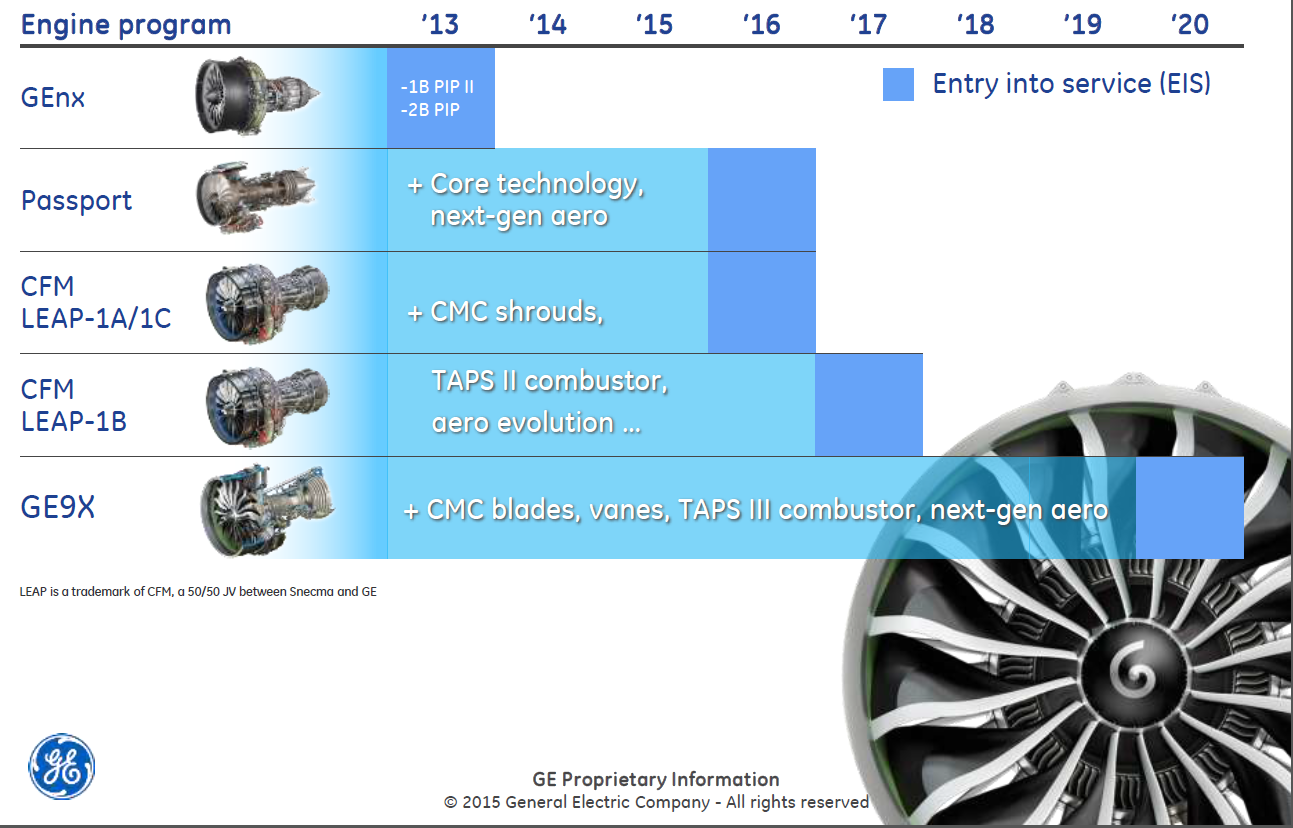 Engine program '13 '14 '15 '16 '17 '18 '19 '20
Entry into service (EIS)
GEnx
-1B PIP II
-2B PIP
Passport
+ Core technology,
next-gen aero
CFM
LEAP-1A/1C
+ CMC shrouds,
CFM
LEAP-1B
TAPS II combustor,
aero evolution ...
GE9X
+ CMC blades, vanes, TAPS III combustor, next-gen aero
LEAP is a trademark of CFM, a 50/50 JV between Snecma and GE
GE
GE Proprietary Information
© 2015 General Electric Company - All rights reserved